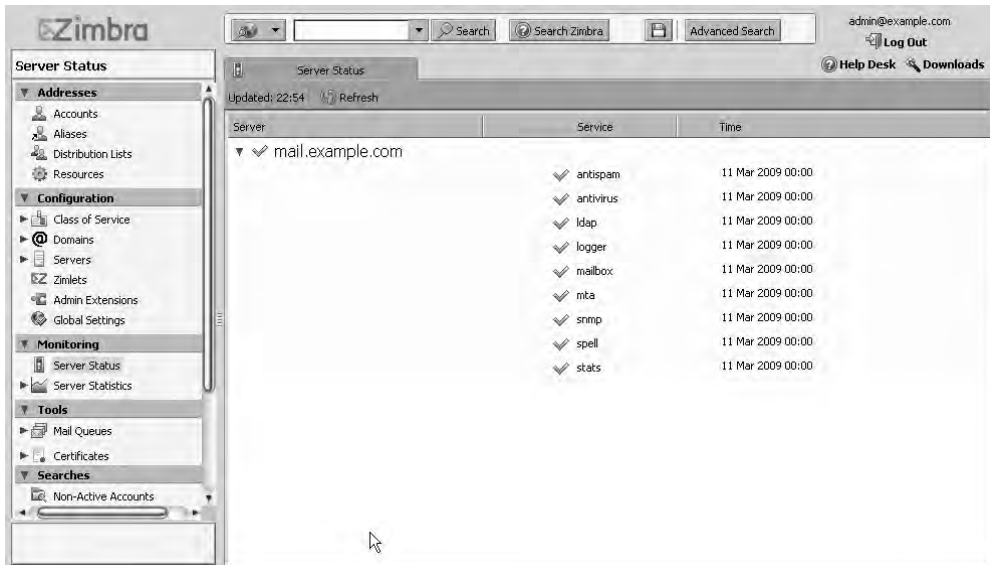 Zimbra
Search
Search Zimbra
Advanced Search
admin@example.com
Log Out
Help Desk
Downloads
Server Status
Addresses
Accounts
Aliases
Distribution Lists
Resources
Configuration
Class of Service
Domains
Servers
Zimlets
Admin Extensions
Global Settings
Monitoring
Server Status
Server Statistics
Tools
Mail Queues
Certificates
Searches
Non-Active Accounts
Server Status
Updated: 22:54 Refresh
Server Service Time
mail.example.com
antispam 11 Mar 2009 00:00
antivirus 11 Mar 2009 00:00
ldap 11 Mar 2009 00:00
logger 11 Mar 2009 00:00
mailbox 11 Mar 2009 00:00
mta 11 Mar 2009 00:00
snmp 11 Mar 2009 00:00
spell 11 Mar 2009 00:00
stats 11 Mar 2009 00:00